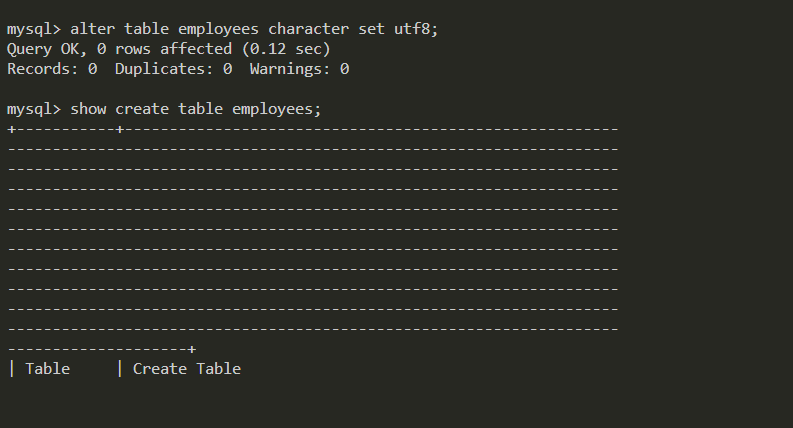 mysql> alter table employees character set utf8;
Query OK, 0 rows affected (0.12 sec)
Records: 0  Duplicates: 0  Warnings: 0
mysql> show create table employees;
+-----------+-------------------------------------------------------
--------------------------------------------------------------------
--------------------------------------------------------------------
--------------------------------------------------------------------
--------------------------------------------------------------------
--------------------------------------------------------------------
--------------------------------------------------------------------
--------------------------------------------------------------------
--------------------------------------------------------------------
--------------------------------------------------------------------
--------------------------------------------------------------------
--------------------+
| Table     | Create Table